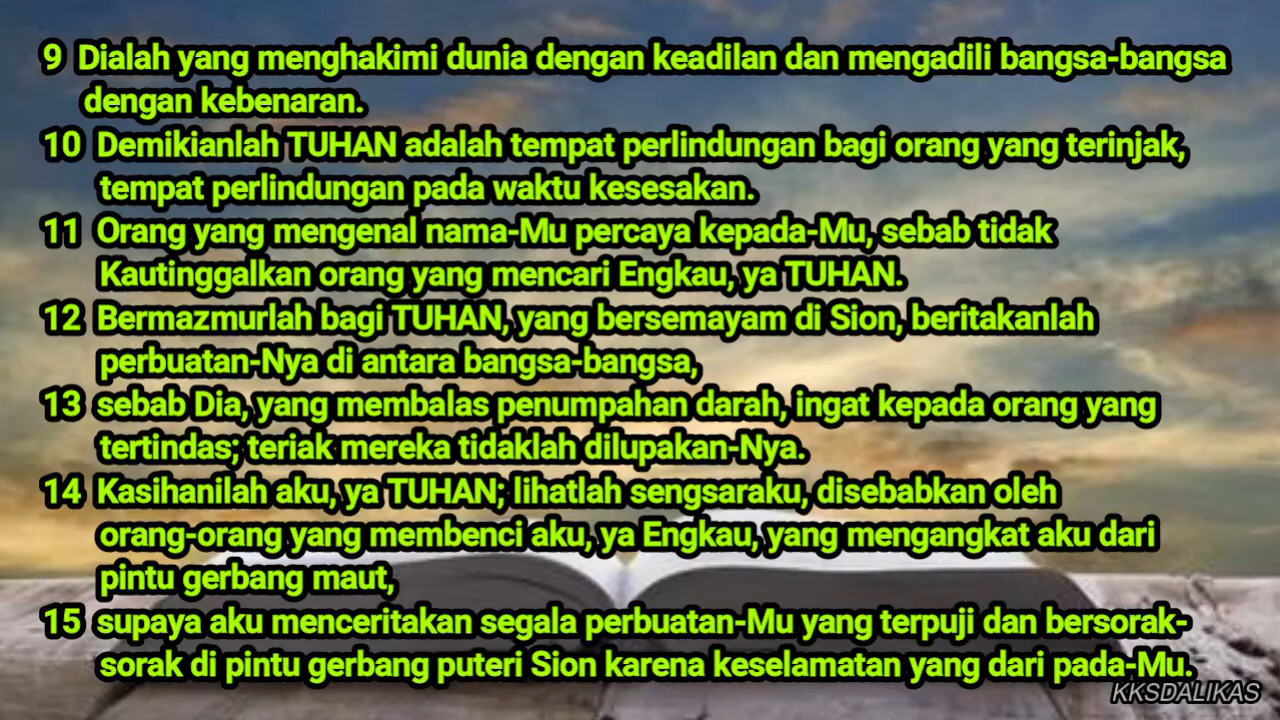 9 Dialah yang menghakimi dunia dengan keadilan dan mengadili bangsa-bangsa
dengan kebenaran.
10 Demikianlah TUHAN adalah tempat perlindungan bagi orang yang terinjak,
tempat perlindungan pada waktu kesesakan.
11 Orang yang mengenal nama-Mu percaya kepada-Mu, sebab tidak
Kautinggalkan orang yang mencari Engkau, ya TUHAN.
12 Bermazmurlah bagi TUHAN, yang bersemayam di Sion, beritakanlah
perbuatan-Nya di antara bangsa-bangsa,
13 sebab Dia, yang membalas penumpahan darah, ingat kepada orang yang
tertindas; teriak mereka tidaklah dilupakan-Nya.
14 Kasihanilah aku, ya TUHAN; lihatlah sengsaraku, disebabkan oleh
orang-orang yang membenci aku, ya Engkau, yang mengangkat aku dari
pintu gerbang maut,
15 supaya aku menceritakan segala perbuatan-Mu yang terpuji dan bersorak-
sorak di pintu gerbang puteri Sion karena keselamatan yang dari pada-Mu.
KKSDALIKAS